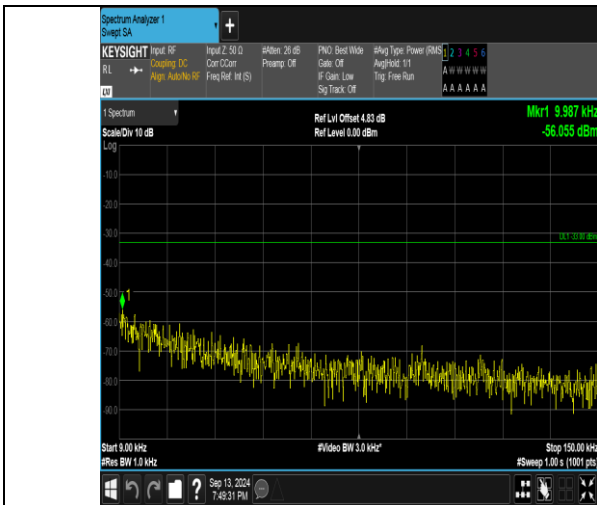 Spectrum Analyzer 1
Swept SA
+
KEYSIGHT
RL
LXI
Input: RF
Coupling: DC
Align: Auto/No RF
Input Z: 50 Ω
Corr CCorr
Freq Ref: Int (S)
#Atten: 26 dB
Preamp: Off
PNO: Best Wide
Gate: Off
IF Gain: Low
Sig Track: Off
#Avg Type: Power (RMS
Avg|Hold: 1/1
Trig: Free Run
1 2 3 4 5 6
A W W W W W
A A A A A A
1 Spectrum
Scale/Div 10 dB
Log
Ref Lvl Offset 4.83 dB
Ref Level 0.00 dBm
Mkr1 9.987 kHz
-56.055 dBm
-10.0
-20.0
-30.0
DL1 -33.00 dBm
-40.0
-50.0
1
-60.0
-70.0
-80.0
-90.0
Start 9.00 kHz
#Video BW 3.0 kHz*
Stop 150.00 kHz
#Res BW 1.0 kHz
#Sweep 1.00 s (1001 pts)
?
Sep 13, 2024
7:49:31 PM